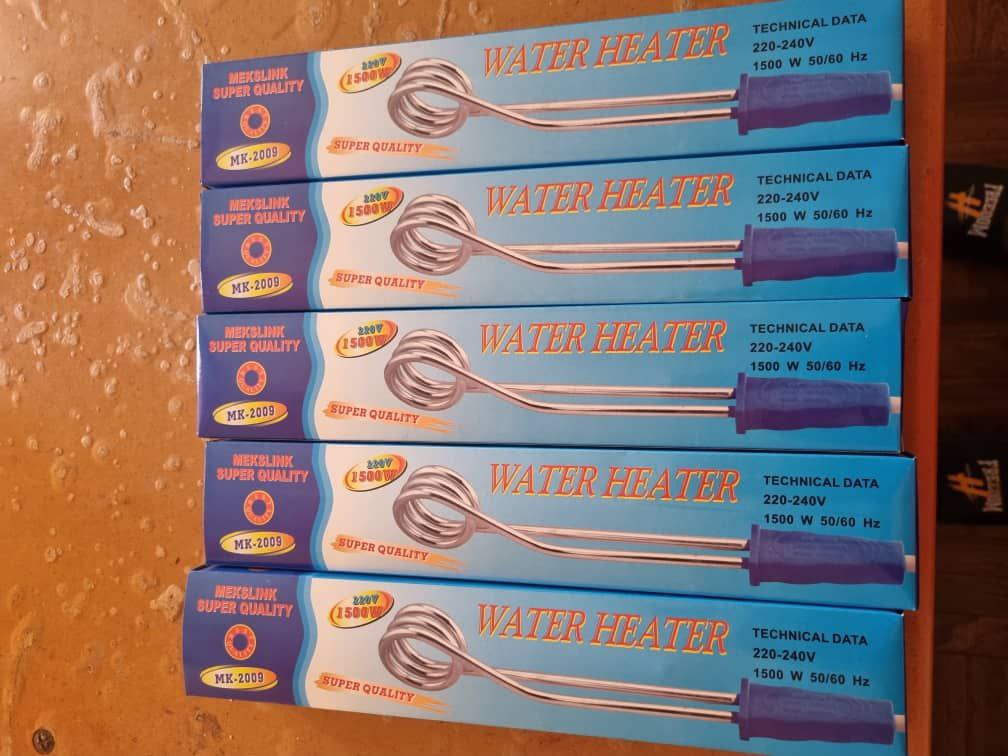 MEKSLINK
SUPER QUALITY
MK-2009
220V
1500W
SUPER QUALITY
WATER HEATER
TECHNICAL DATA
220-240V
1500 W 50/60 Hz
MEKSLINK
SUPER QUALITY
MK-2009
220V
1500W
SUPER QUALITY
WATER HEATER
TECHNICAL DATA
220-240V
1500 W 50/60 Hz
MEKSLINK
SUPER QUALITY
MK-2009
220V
1500W
SUPER QUALITY
WATER HEATER
TECHNICAL DATA
220-240V
1500 W 50/60 Hz
MEKSLINK
SUPER QUALITY
MK-2009
220V
1500W
SUPER QUALITY
WATER HEATER
TECHNICAL DATA
220-240V
1500 W 50/60 Hz
MEKSLINK
SUPER QUALITY
MK-2009
220V
1500W
SUPER QUALITY
WATER HEATER
TECHNICAL DATA
220-240V
1500 W 50/60 Hz